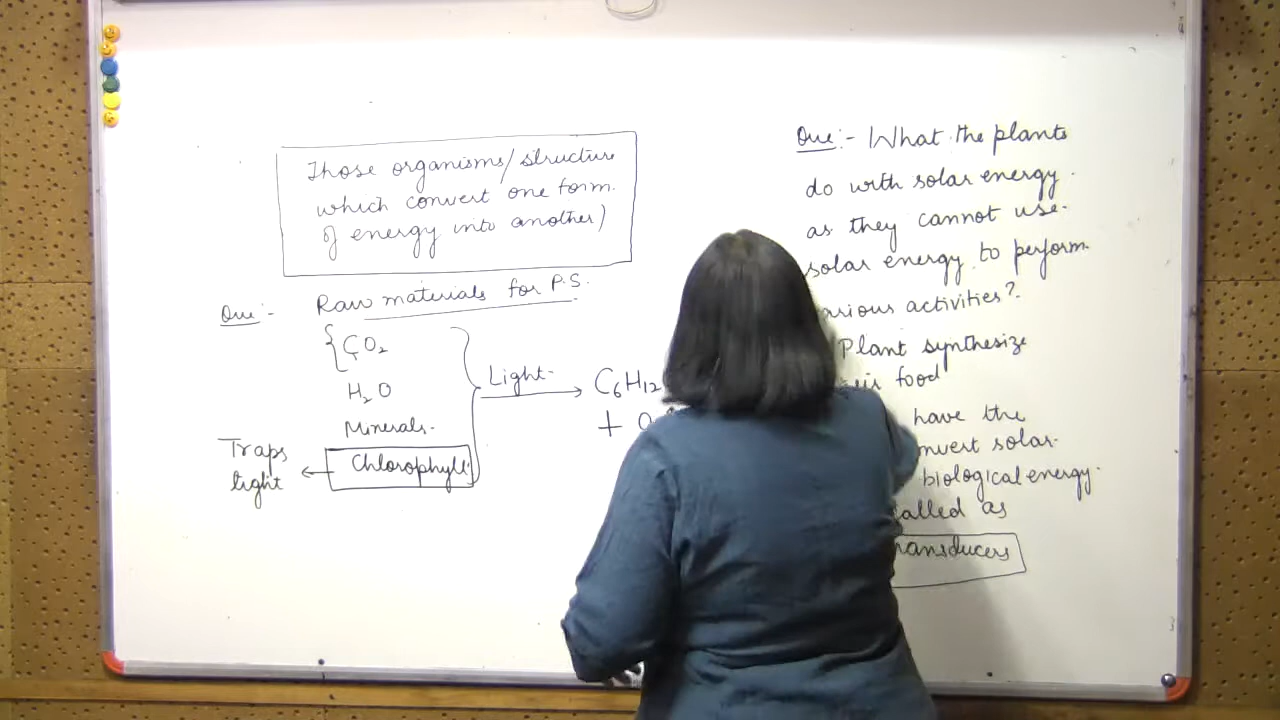 Those organisms/structure
which convert one form
of energy into another)
Que:- Raw materials for P.S.
CO₂
H₂O
Minerals.
Chlorophyll
Traps
light
Light
C₆H₁₂
+ O
Que:- What the plants
do with solar energy.
as they cannot use.
solar energy to perform.
activities?
Plant synthesize
food
have the
solar
biological energy.
as